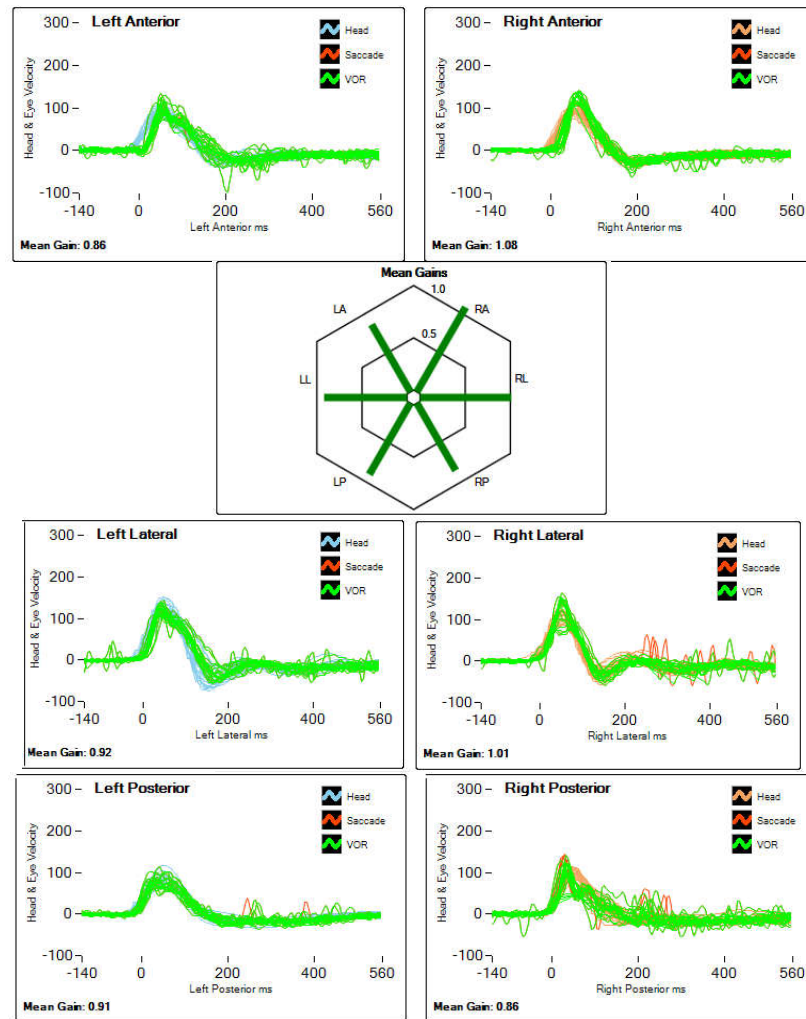 Left Anterior
300
200
100
0
-100
Head & Eye Velocity
Head
Saccade
VOR
-140 0 200 400 560
Left Anterior ms
Mean Gain: 0.86
Right Anterior
300
200
100
0
-100
Head & Eye Velocity
Head
Saccade
VOR
-140 0 200 400 560
Right Anterior ms
Mean Gain: 1.08
Mean Gains
1.0
LA
RA
0.5
LL
RL
LP
RP
Left Lateral
300
200
100
0
-100
Head & Eye Velocity
Head
Saccade
VOR
-140 0 200 400 560
Left Lateral ms
Mean Gain: 0.92
Right Lateral
300
200
100
0
-100
Head & Eye Velocity
Head
Saccade
VOR
-140 0 200 400 560
Right Lateral ms
Mean Gain: 1.01
Left Posterior
300
200
100
0
-100
Head & Eye Velocity
Head
Saccade
VOR
-140 0 200 400 560
Left Posterior ms
Mean Gain: 0.91
Right Posterior
300
200
100
0
-100
Head & Eye Velocity
Head
Saccade
VOR
-140 0 200 400 560
Right Posterior ms
Mean Gain: 0.86